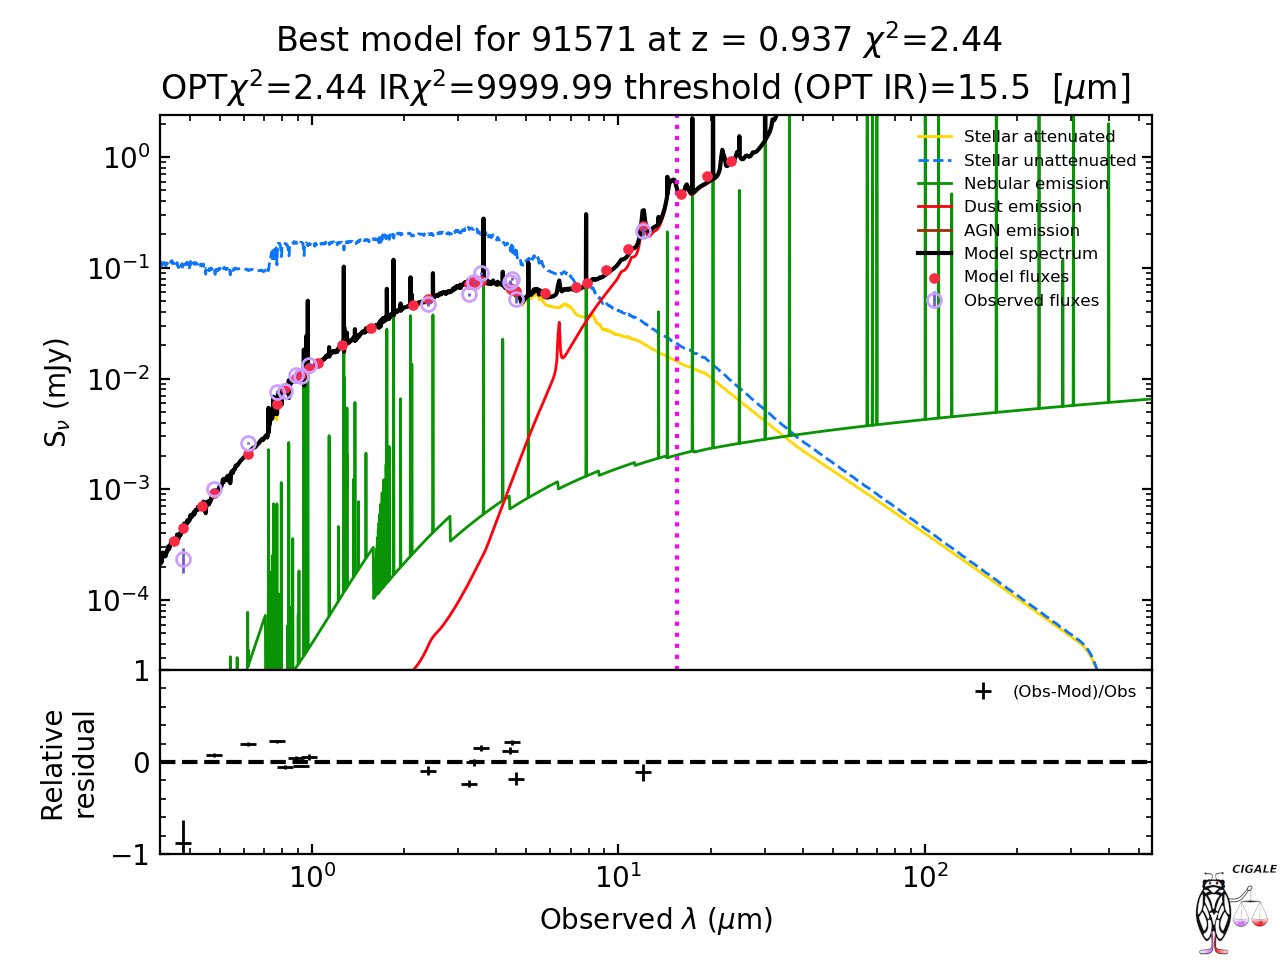 Best model for 91571 at z = 0.937 χ²=2.44
OPTχ²=2.44 IRχ²=9999.99 threshold (OPT IR)=15.5 [μm]
Stellar attenuated
Stellar unattenuated
Nebular emission
Dust emission
AGN emission
Model spectrum
Model fluxes
Observed fluxes
10⁰
10⁻¹
10⁻²
10⁻³
10⁻⁴
S_ν (mJy)
1
0
−1
Relative
residual
(Obs-Mod)/Obs
10⁰ 10¹ 10²
Observed λ (μm)
CIGALE